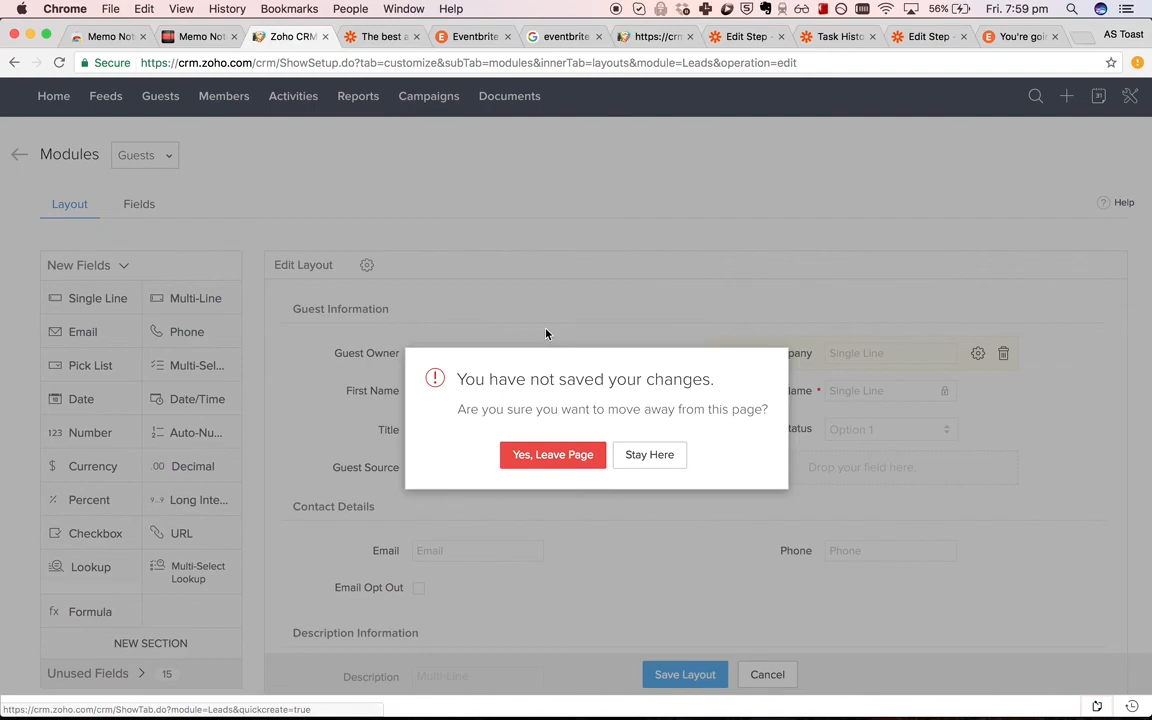 Chrome File Edit View History Bookmarks People Window Help 56% Fri. 7:59 pm
Memo Not Memo Not Zoho CRM The best a Eventbrite eventbrite https://crm Edit Step - Task Histo Edit Step - You're goi AS Toast
Secure https://crm.zoho.com/crm/ShowSetup.do?tab=customize&subTab=modules&innerTab=layouts&module=Leads&operation=edit
Home Feeds Guests Members Activities Reports Campaigns Documents 31
Modules Guests
Layout Fields Help
New Fields Edit Layout
Single Line Multi-Line
Guest Information
Email Phone
Guest Owner pany Single Line
Pick List Multi-Sel...
First Name Name * Single Line
Date Date/Time
Title tatus Option 1
123 Number Auto-Nu...
Guest Source Drop your field here.
$ Currency .00 Decimal
Percent Long Inte...
Contact Details
Checkbox URL
Email Email Phone Phone
Lookup Multi-Select
Lookup
Email Opt Out
fx Formula
Description Information
NEW SECTION
Unused Fields 15
Description Multi-Line
Save Layout Cancel
You have not saved your changes.
Are you sure you want to move away from this page?
Yes, Leave Page Stay Here
https://crm.zoho.com/crm/ShowTab.do?module=Leads&quickcreate=true